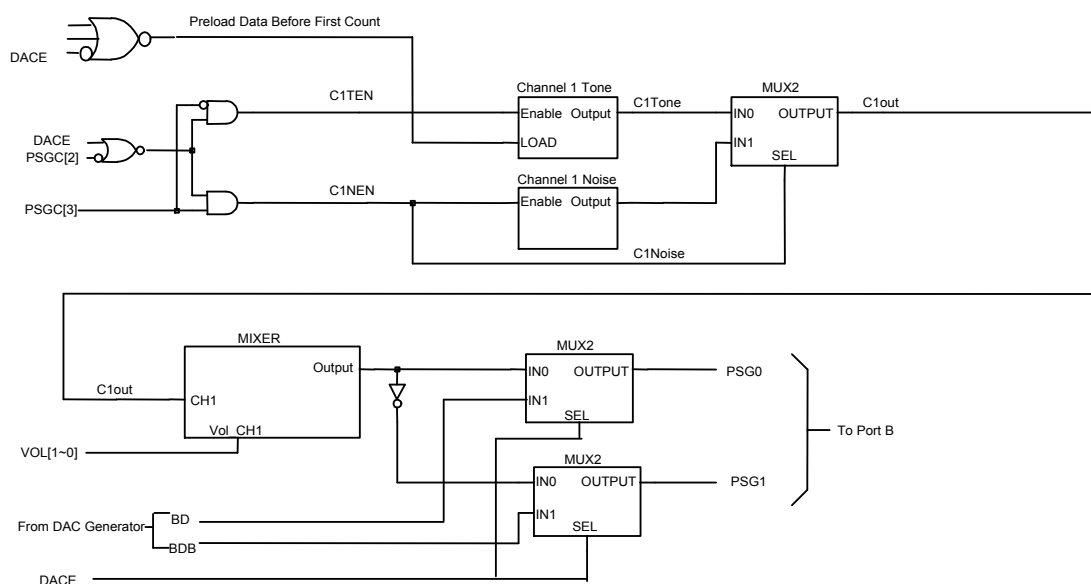 Preload Data Before First Count
DACE
Channel 1 Tone
MUX2
C1TEN
Enable Output
C1Tone
IN0 OUTPUT
C1out
DACE
LOAD
IN1
PSGC[2]
SEL
Channel 1 Noise
C1NEN
Enable Output
PSGC[3]
C1Noise
MIXER
MUX2
Output
IN0 OUTPUT
PSG0
C1out
CH1
IN1
Vol_CH1
SEL
To Port B
VOL[1~0]
MUX2
IN0 OUTPUT
PSG1
IN1
From DAC Generator
BD
SEL
BDB
DACE